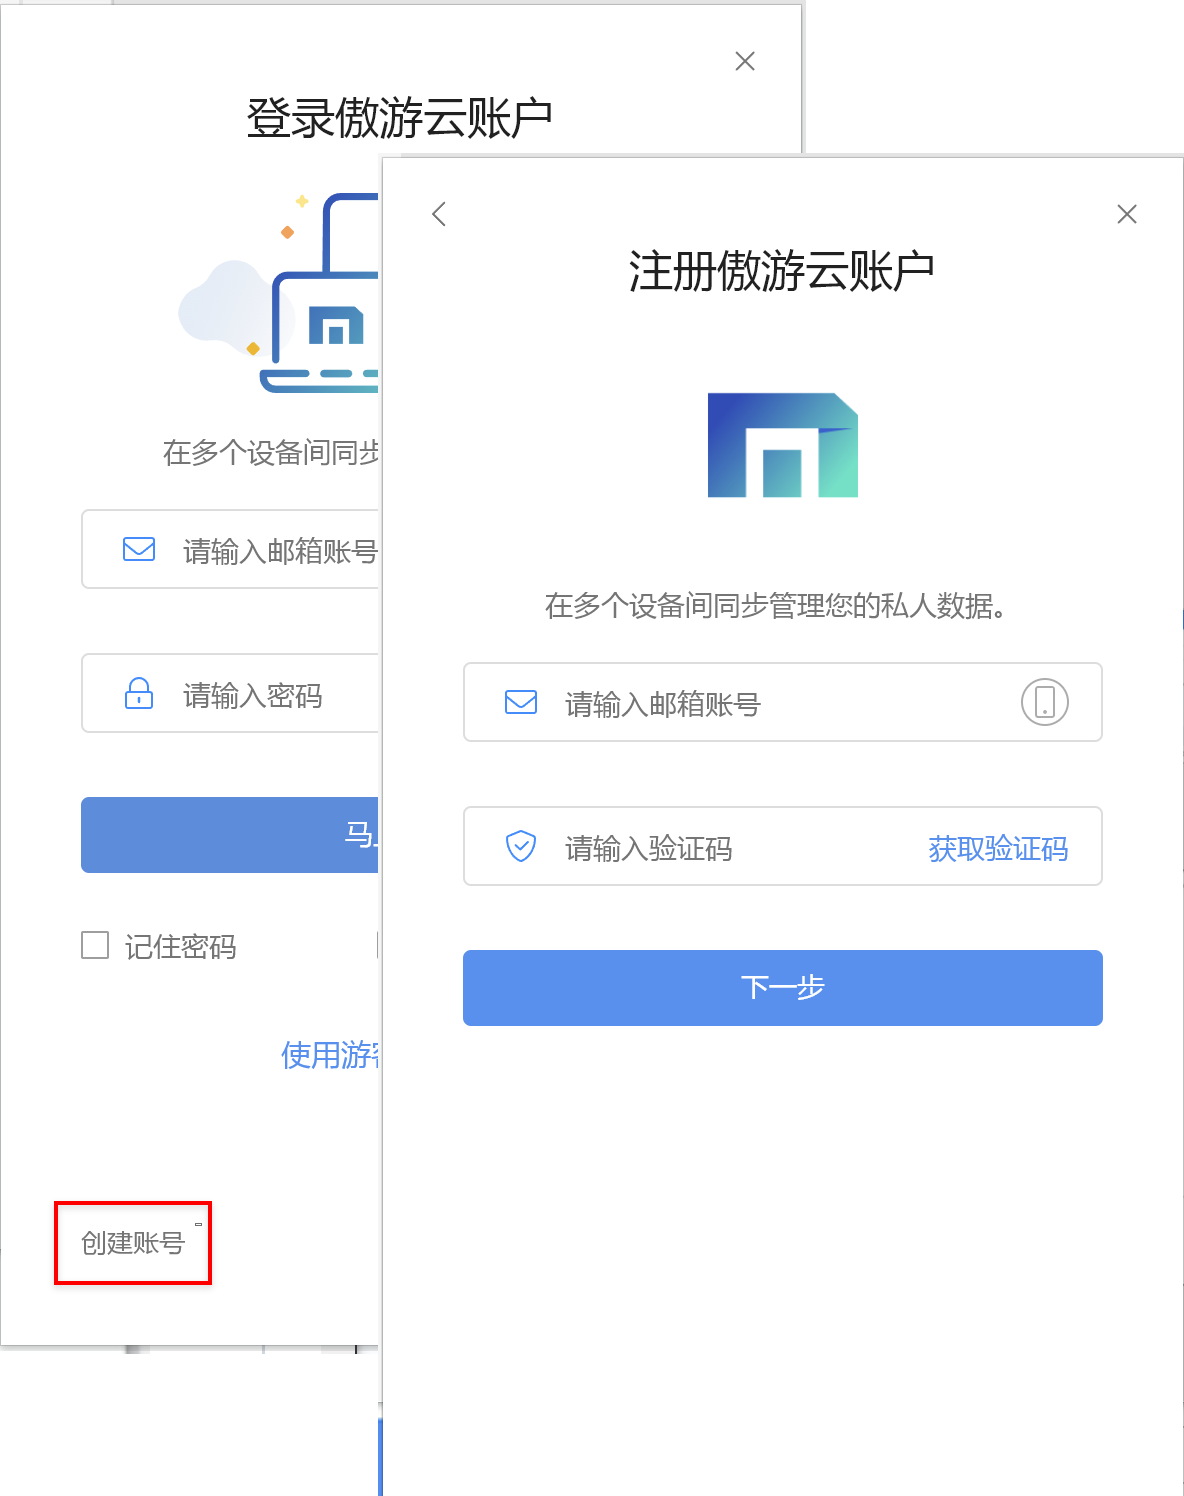 登录傲游云账户
在多个设备间同步
请输入邮箱账号
请输入密码
马上
记住密码
使用游客
创建账号
注册傲游云账户
在多个设备间同步管理您的私人数据。
请输入邮箱账号
请输入验证码 获取验证码
下一步